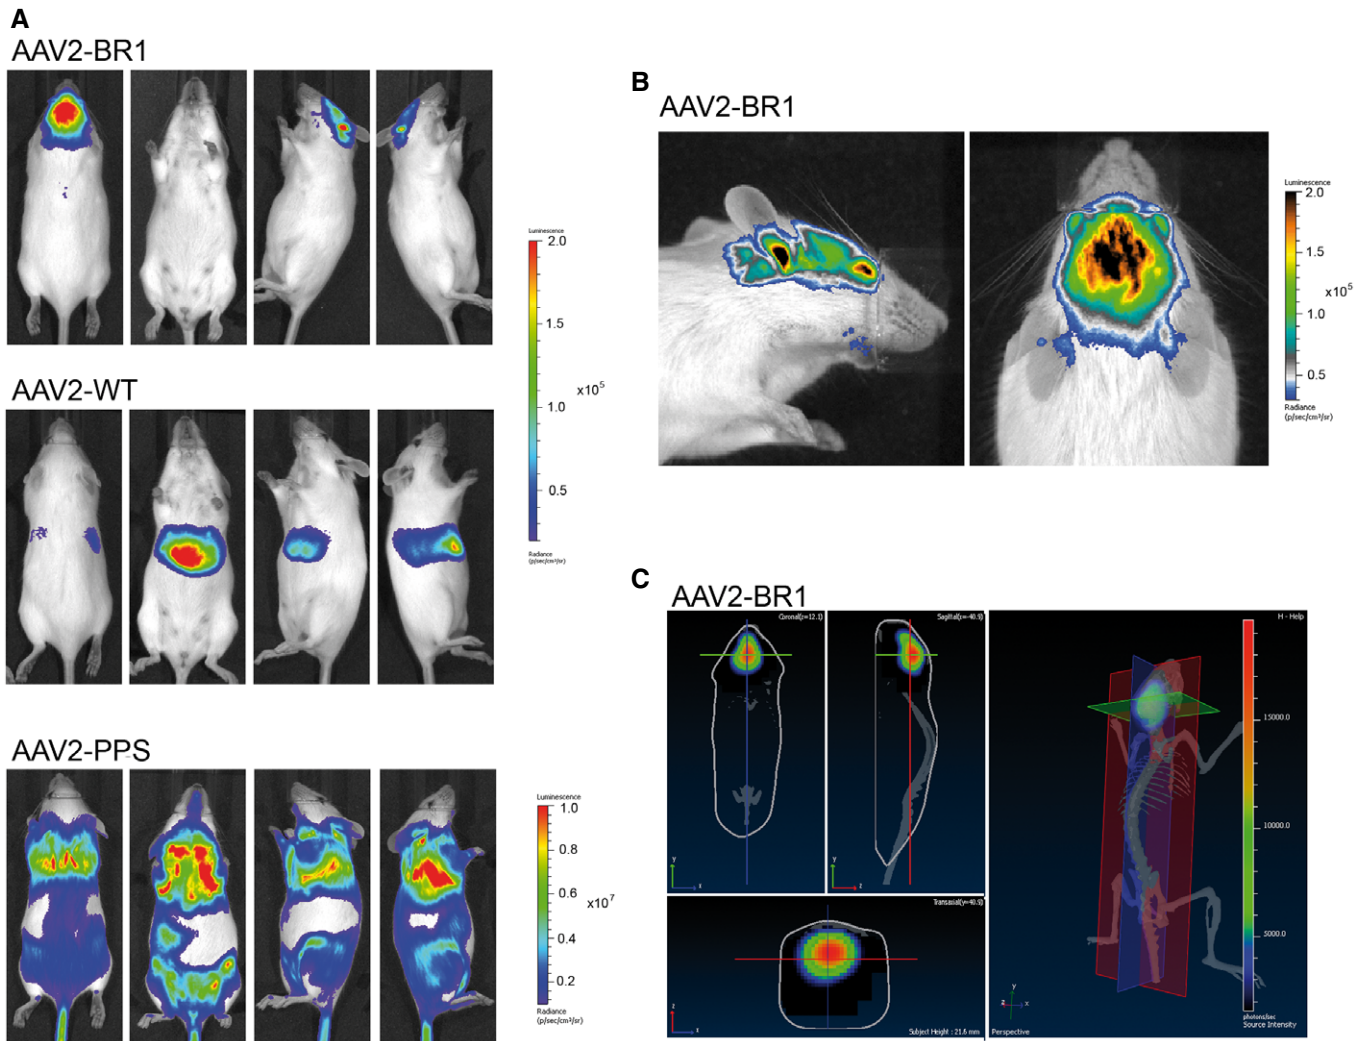 A
AAV2-BR1
Luminescence
2.0
1.5
x10⁵
1.0
0.5
Radiance
(p/sec/cm²/sr)
AAV2-WT
AAV2-PPS
Luminescence
1.0
0.8
0.6
x10⁷
0.4
0.2
Radiance
(p/sec/cm²/sr)
B
AAV2-BR1
Luminescence
2.0
1.5
x10⁵
1.0
0.5
Radiance
(p/sec/cm²/sr)
C
AAV2-BR1
y
x
y
z
z
x
Subject Height : 21.6 mm
H - Help
15000.0
10000.0
5000.0
photons/sec
Source Intensity
y
z
x
Perspective